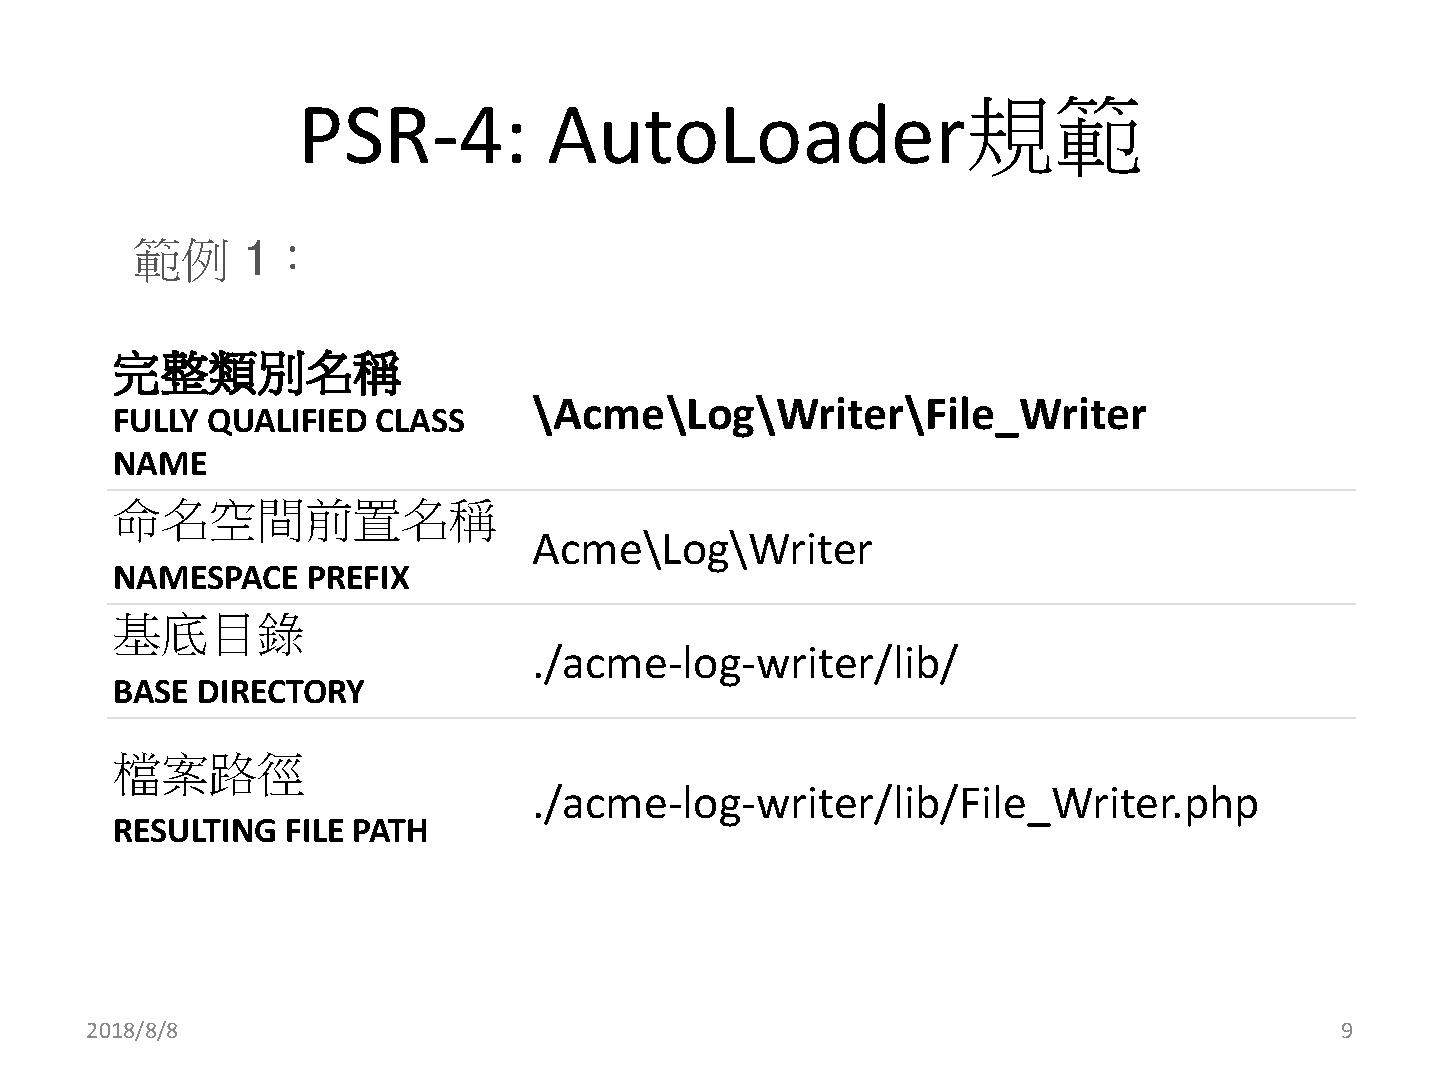 PSR-4: AutoLoader規範
範例 1：
完整類別名稱
FULLY QUALIFIED CLASS
NAME
\Acme\Log\Writer\File_Writer
命名空間前置名稱
NAMESPACE PREFIX
Acme\Log\Writer
基底目錄
BASE DIRECTORY
./acme-log-writer/lib/
檔案路徑
RESULTING FILE PATH
./acme-log-writer/lib/File_Writer.php
2018/8/8
9